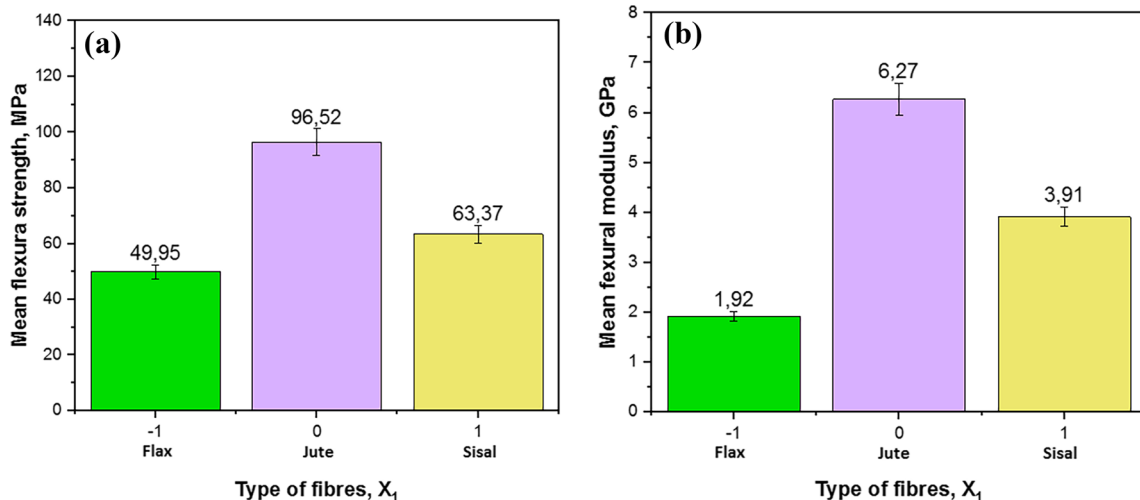 (a)
Mean flexura strength, MPa
140
120
100
80
60
40
20
0
49,95
96,52
63,37
-1
0
1
Flax
Jute
Sisal
Type of fibres, X₁
(b)
Mean fexural modulus, GPa
8
7
6
5
4
3
2
1
0
1,92
6,27
3,91
-1
0
1
Flax
Jute
Sisal
Type of fibres, X₁